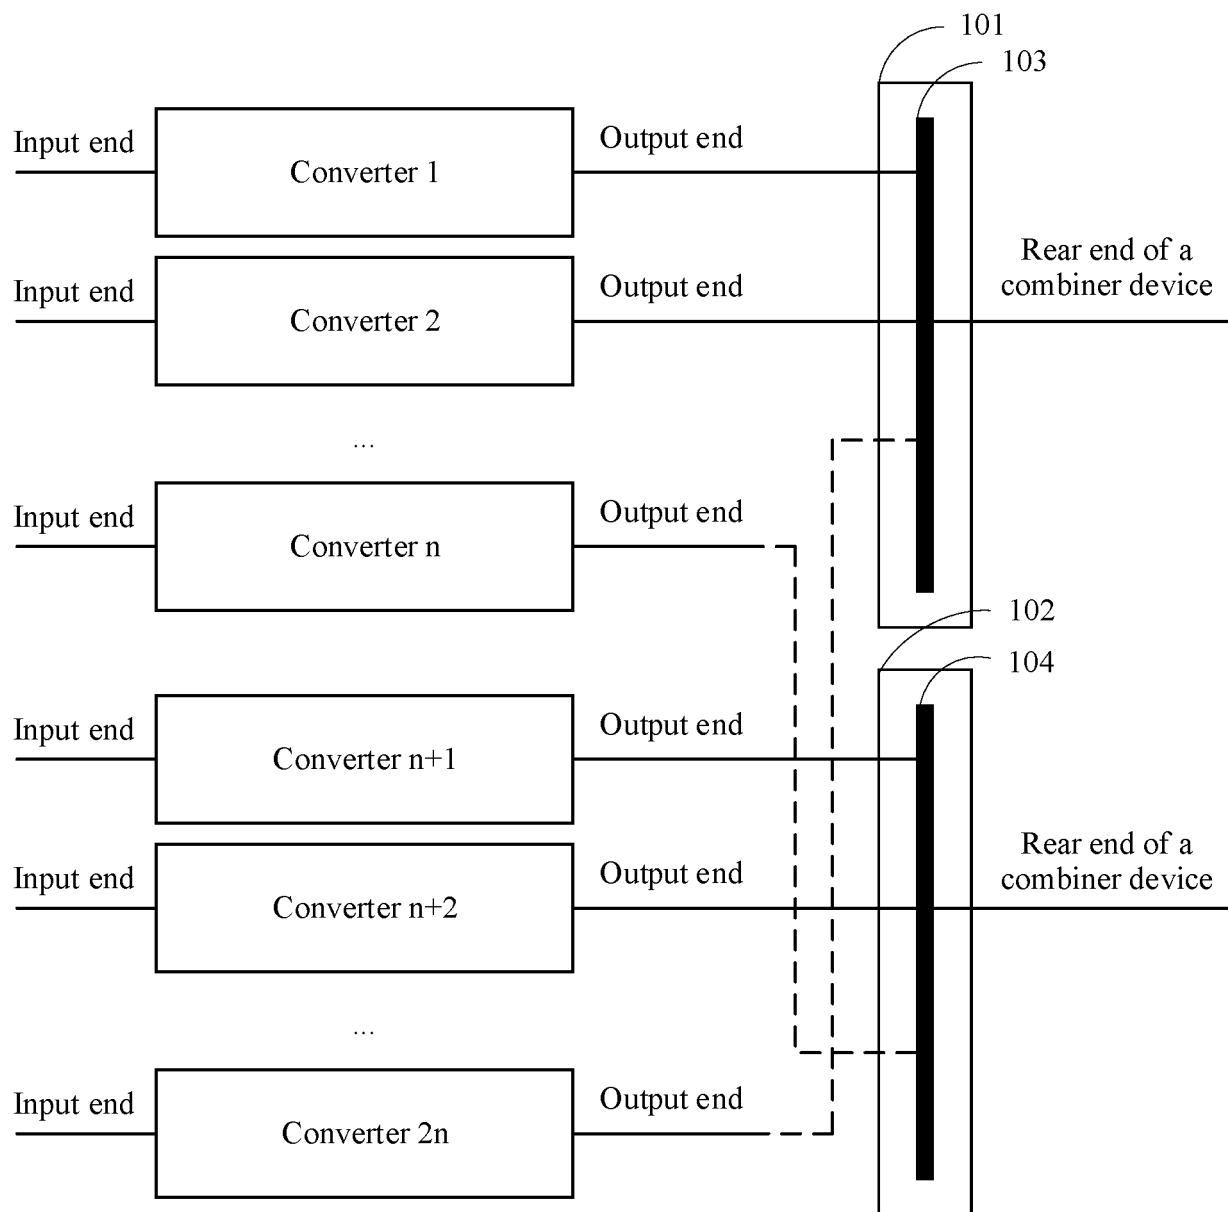 101
103
Input end
Converter 1
Output end
Input end
Converter 2
Output end
Rear end of a
combiner device
...
Input end
Converter n
Output end
102
104
Input end
Converter n+1
Output end
Input end
Converter n+2
Output end
Rear end of a
combiner device
...
Input end
Converter 2n
Output end